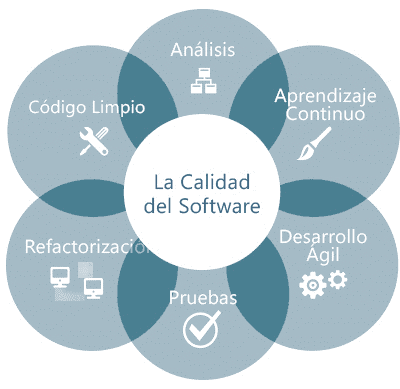 Análisis
Aprendizaje
Continuo
Desarrollo
Ágil
Pruebas
Refactorización
Código Limpio
La Calidad
del Software